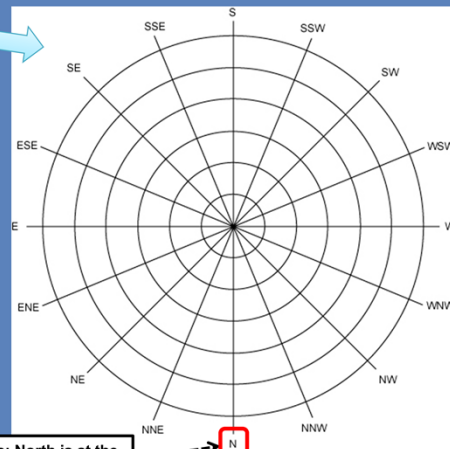 S
SSE SSW
SE SW
ESE WSW
E W
ENE WNW
NE NW
NNE NNW
: North is at the
N